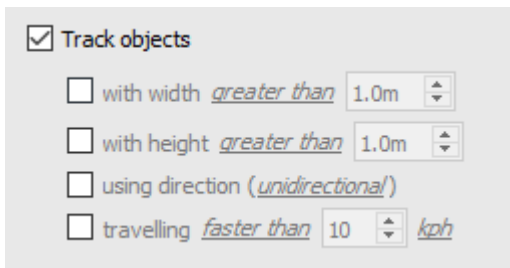 Track objects
with width greater than 1.0m
with height greater than 1.0m
using direction (unidirectional)
travelling faster than 10 kph